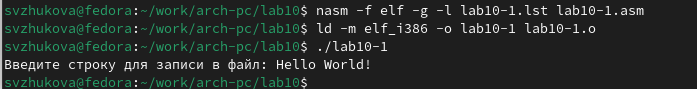 svzhukova@fedora:~/work/arch-pc/lab10$ nasm -f elf -g -l lab10-1.lst lab10-1.asm
svzhukova@fedora:~/work/arch-pc/lab10$ ld -m elf_i386 -o lab10-1 lab10-1.o
svzhukova@fedora:~/work/arch-pc/lab10$ ./lab10-1
Введите строку для записи в файл: Hello World!
svzhukova@fedora:~/work/arch-pc/lab10$